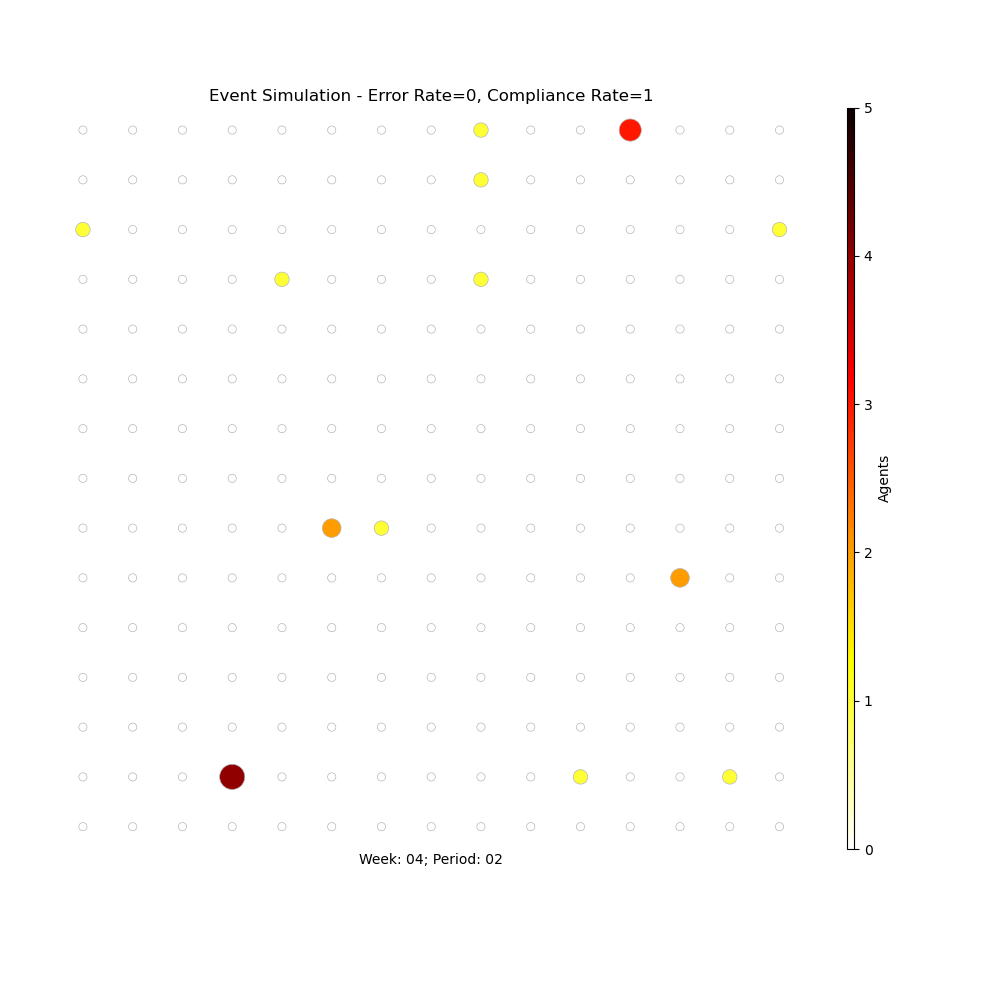 Event Simulation - Error Rate=0, Compliance Rate=1
5
4
3
2
1
0
Agents
Week: 04; Period: 02